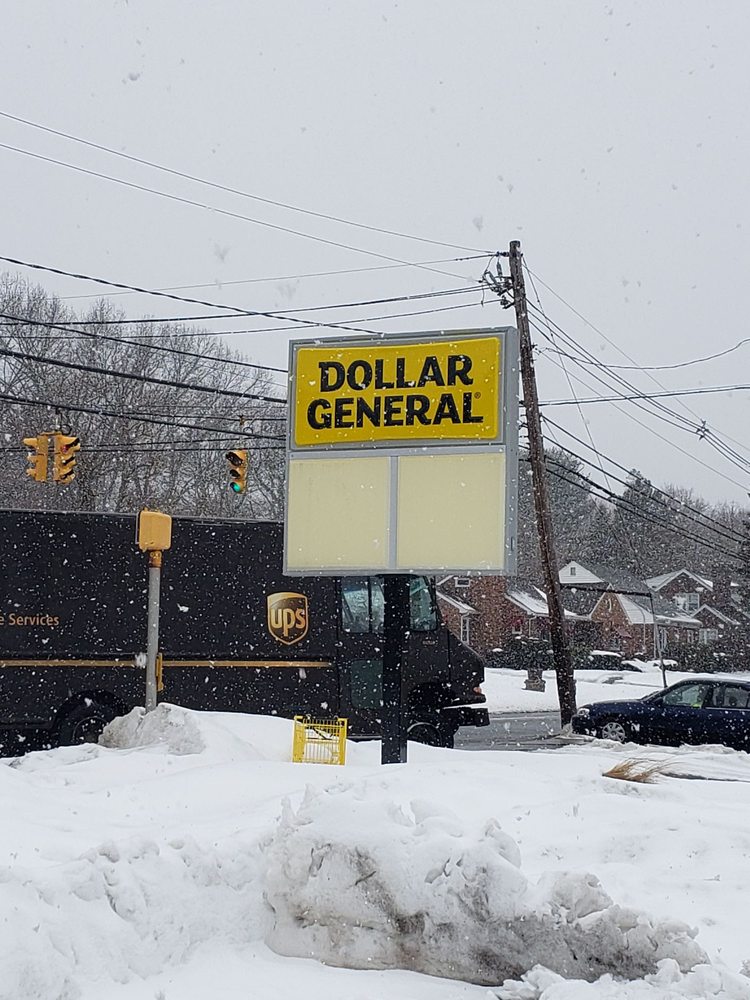 DOLLAR
GENERAL®
ups
e Services